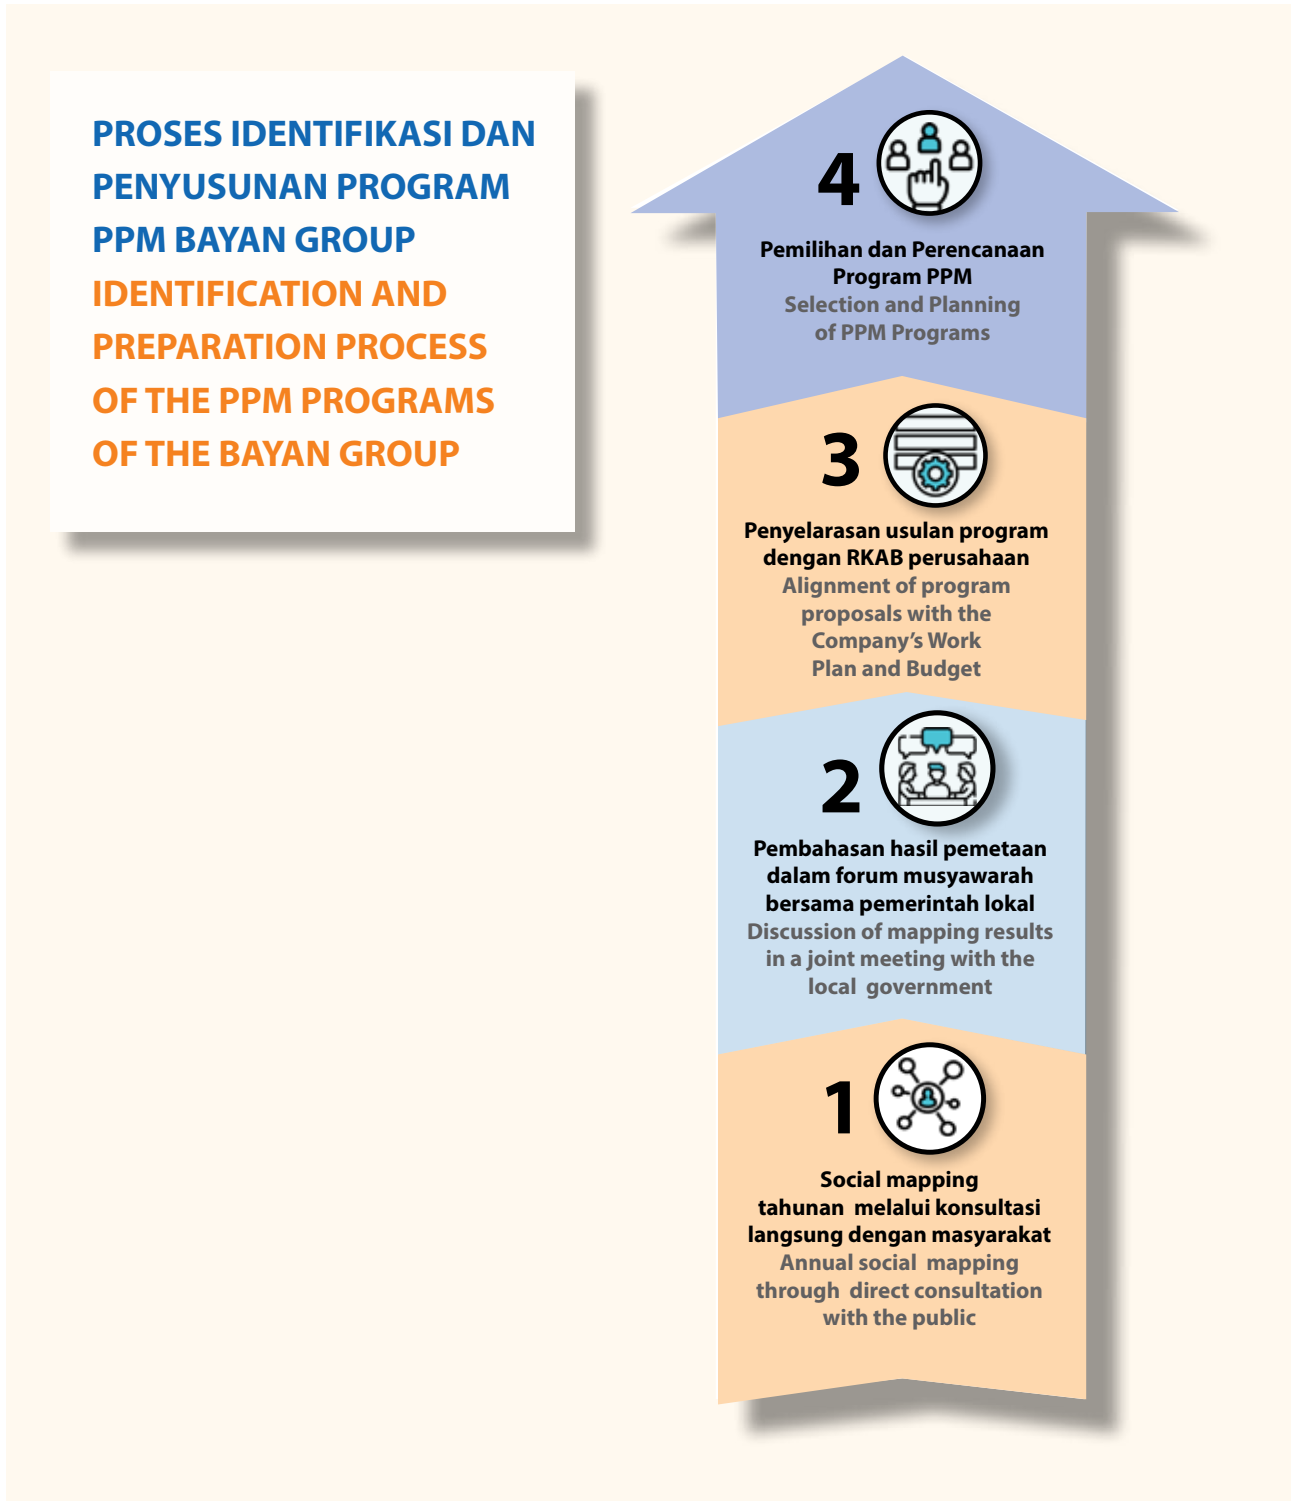 PROSES IDENTIFIKASI DAN
PENYUSUNAN PROGRAM
PPM BAYAN GROUP
IDENTIFICATION AND
PREPARATION PROCESS
OF THE PPM PROGRAMS
OF THE BAYAN GROUP
4
Pemilihan dan Perencanaan
Program PPM
Selection and Planning
of PPM Programs
3
Penyelarasan usulan program
dengan RKAB perusahaan
Alignment of program
proposals with the
Company’s Work
Plan and Budget
2
Pembahasan hasil pemetaan
dalam forum musyawarah
bersama pemerintah lokal
Discussion of mapping results
in a joint meeting with the
local government
1
Social mapping
tahunan melalui konsultasi
langsung dengan masyarakat
Annual social mapping
through direct consultation
with the public